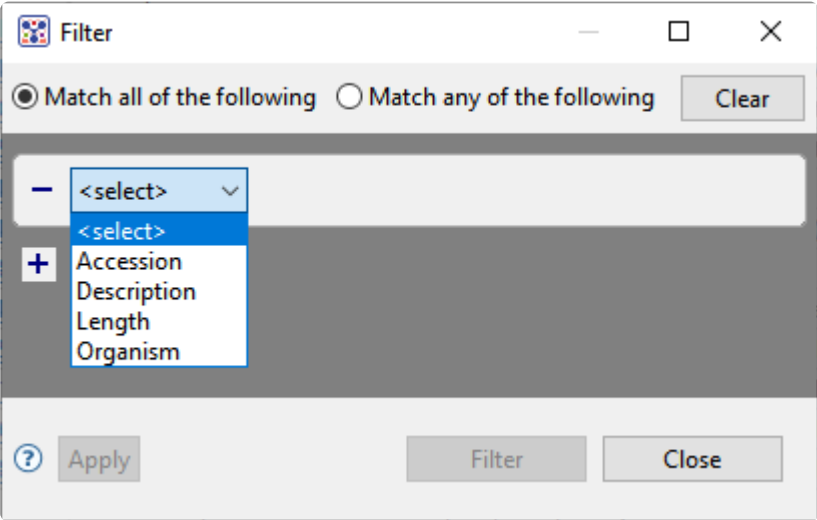 Filter
Match all of the following Match any of the following Clear
<select>
<select>
Accession
Description
Length
Organism
? Apply Filter Close